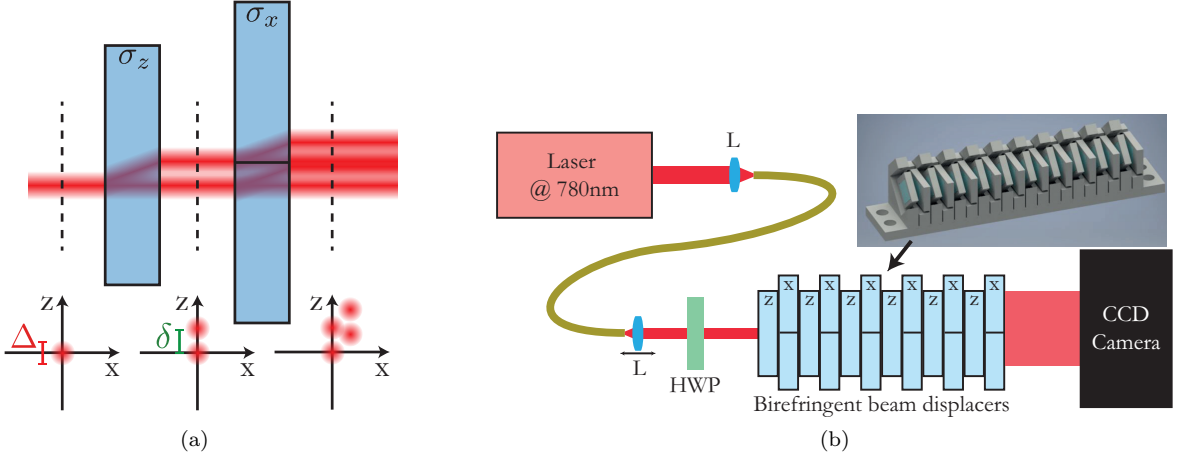 σz
σx
z
Δ
x
z
δ
x
z
x
(a)
Laser
@ 780nm
L
L
HWP
z
x
z
x
z
x
z
x
z
x
Birefringent beam displacers
CCD
Camera
(b)